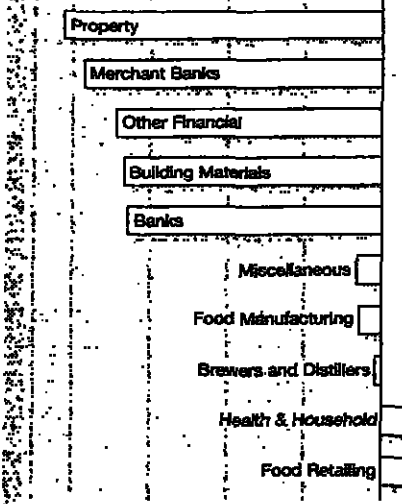 Property
Merchant Banks
Other Financial
Building Materials
Banks
Miscellaneous
Food Manufacturing
Brewers and Distillers
Health & Household
Food Retailing